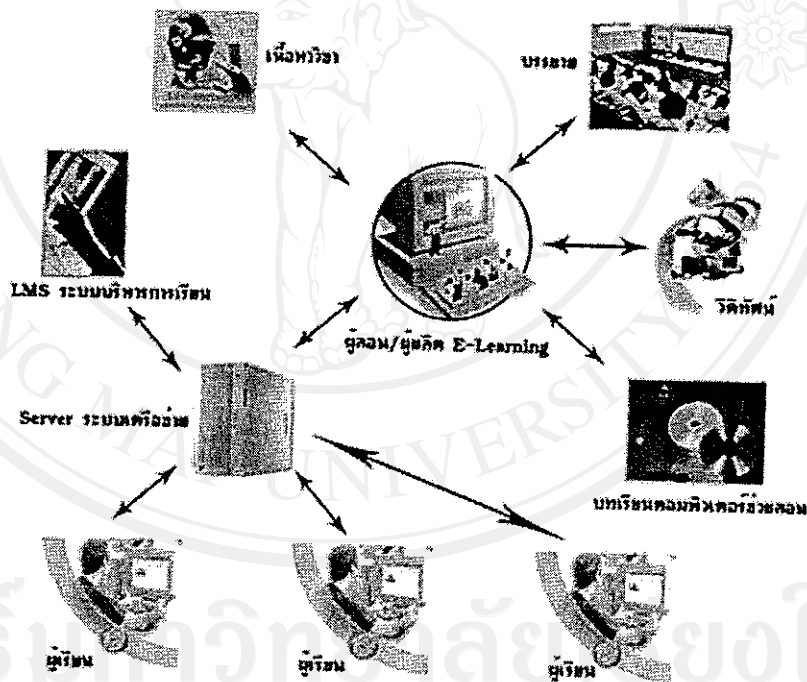 เนื้อหาวิชา
บรรยาย
LMS ระบบบริหารการเรียน
วิดิทัศน์
ผู้สอน/ผู้ผลิต E-Learning
Server ระบบเครือข่าย
บทเรียนคอมพิวเตอร์ช่วยสอน
ผู้เรียน
ผู้เรียน
ผู้เรียน
UNIVERSITY